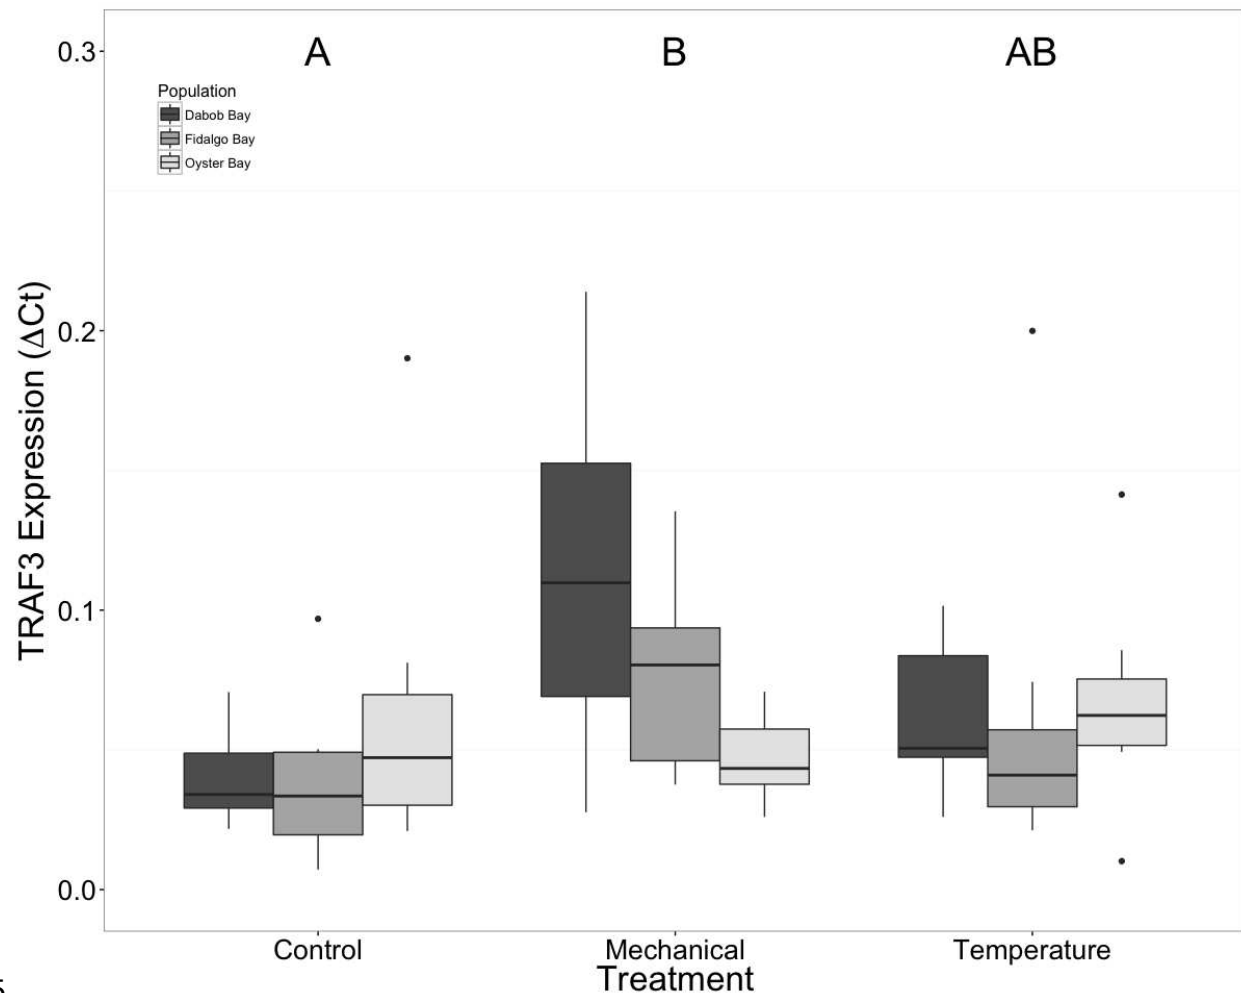 0.3
A
B
AB
Population
Dabob Bay
Fidalgo Bay
Oyster Bay
0.2
TRAF3 Expression (ΔCt)
0.1
0.0
Control
Mechanical
Temperature
Treatment